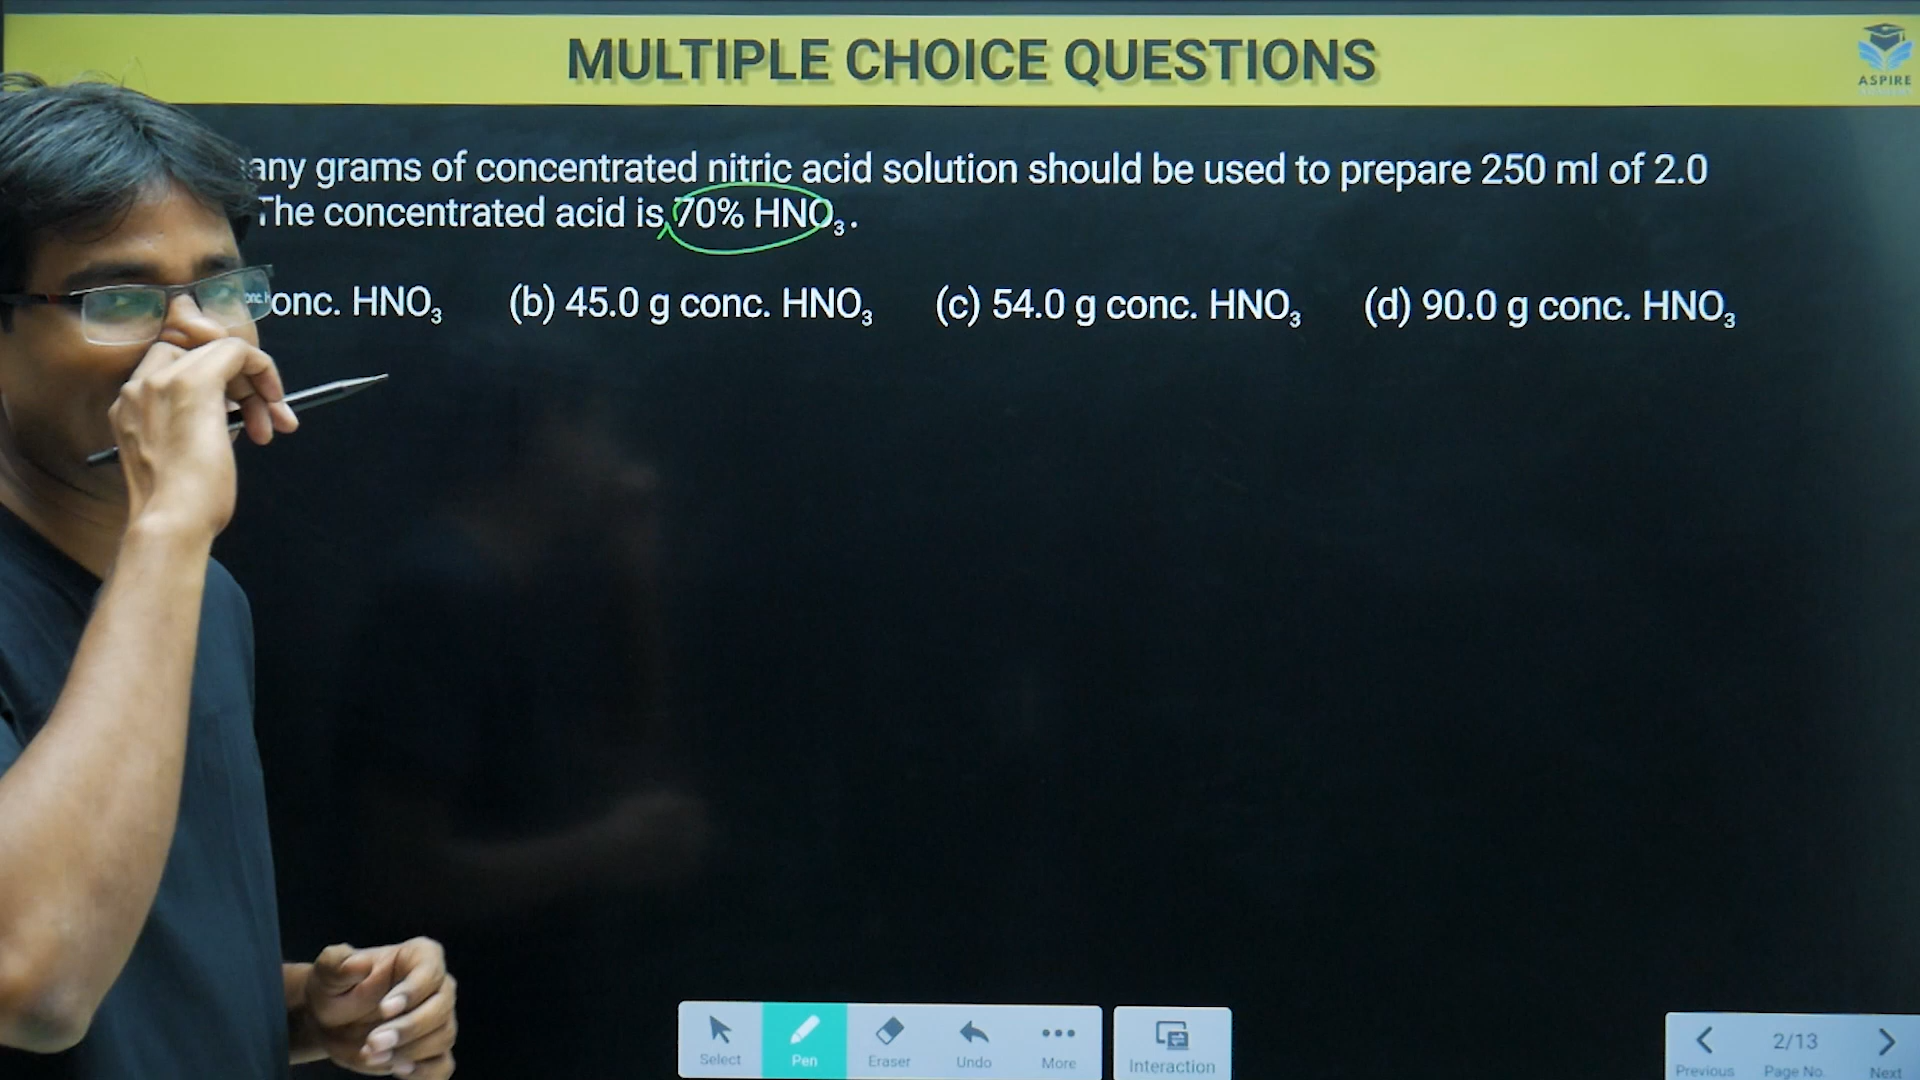 MULTIPLE CHOICE QUESTIONS
ASPIRE
grams of concentrated nitric acid solution should be used to prepare 250 ml of 2.0
The concentrated acid is 70% HNO₃.
conc. HNO₃ (b) 45.0 g conc. HNO₃ (c) 54.0 g conc. HNO₃ (d) 90.0 g conc. HNO₃
Select Pen Eraser Undo More Interaction
2/13
Previous Page No. Next